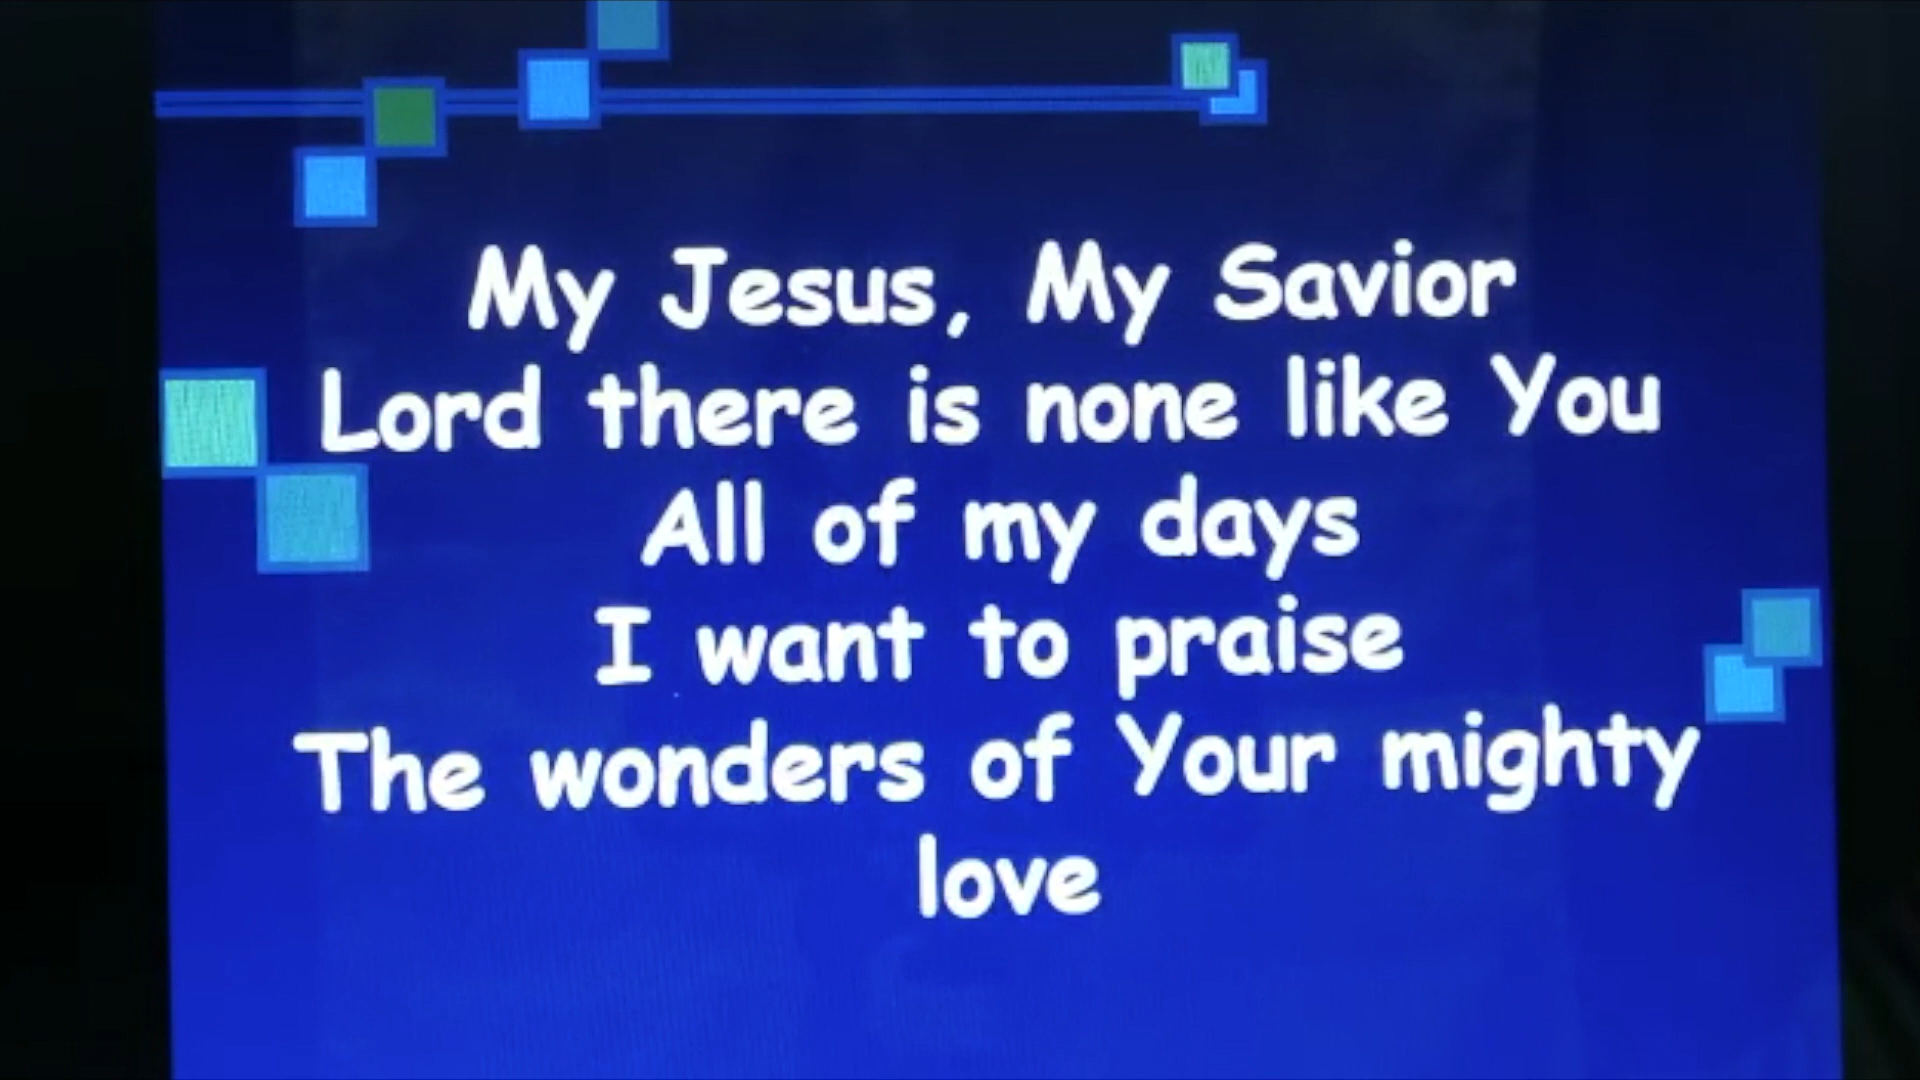 My Jesus, My Savior
Lord there is none like You
All of my days
I want to praise
The wonders of Your mighty
love